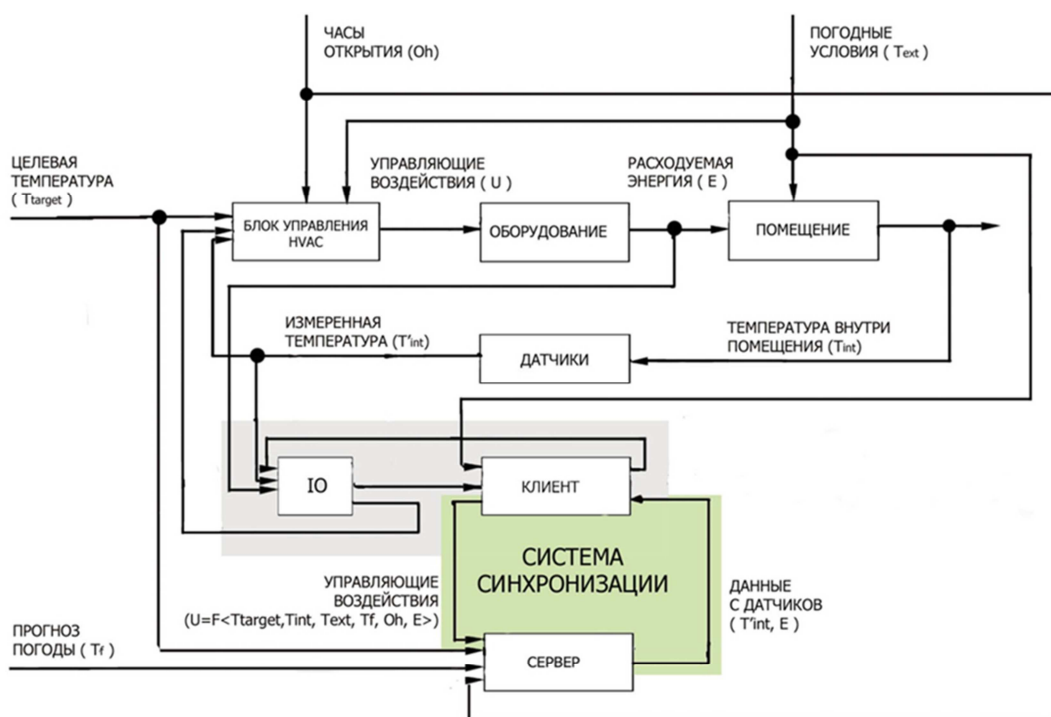 ЧАСЫ
ОТКРЫТИЯ (Oh)
ПОГОДНЫЕ
УСЛОВИЯ ( Text)
ЦЕЛЕВАЯ
ТЕМПЕРАТУРА
( Ttarget)
УПРАВЛЯЮЩИЕ
ВОЗДЕЙСТВИЯ ( U )
РАСХОДУЕМАЯ
ЭНЕРГИЯ ( E )
БЛОК УПРАВЛЕНИЯ
HVAC
ОБОРУДОВАНИЕ
ПОМЕЩЕНИЕ
ИЗМЕРЕННАЯ
ТЕМПЕРАТУРА (T'int)
ДАТЧИКИ
ТЕМПЕРАТУРА ВНУТРИ
ПОМЕЩЕНИЯ (Tint)
IO
КЛИЕНТ
СИСТЕМА
СИНХРОНИЗАЦИИ
УПРАВЛЯЮЩИЕ
ВОЗДЕЙСТВИЯ
(U=F<Ttarget,Tint, Text, Tf, Oh, E>)
ДАННЫЕ
С ДАТЧИКОВ
( T'int, E )
ПРОГНОЗ
ПОГОДЫ ( Tf )
СЕРВЕР